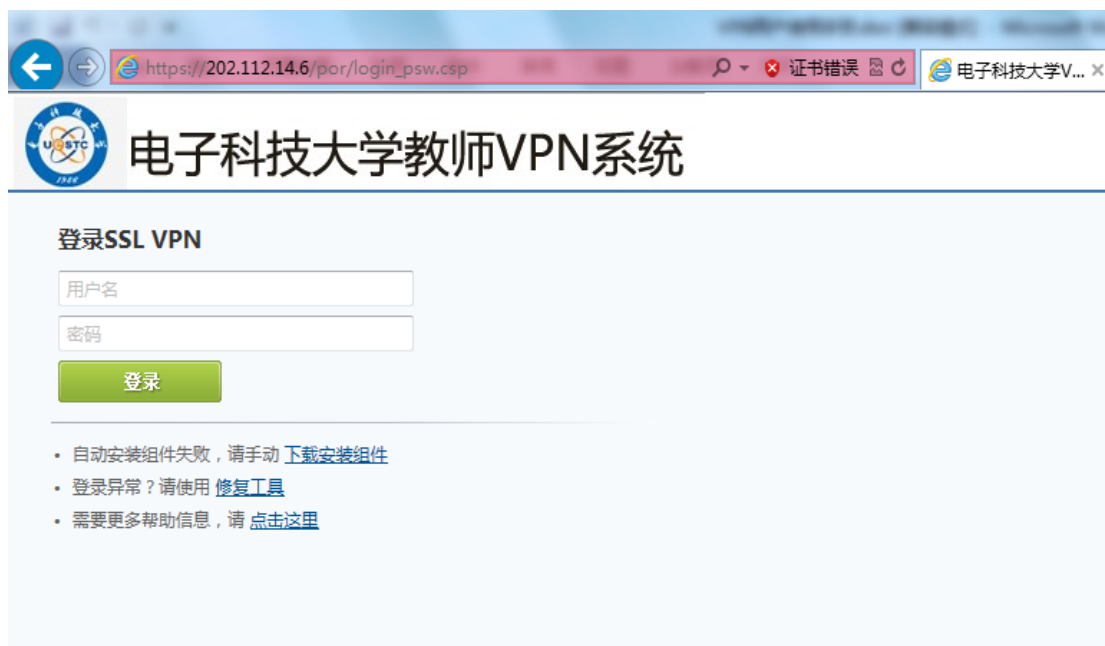 https://202.112.14.6/por/login_psw.csp
证书错误
电子科技大学V...
UESTC
1956
电子科技大学教师VPN系统
登录SSL VPN
用户名
密码
登录
自动安装组件失败，请手动 下载安装组件
登录异常？请使用 修复工具
需要更多帮助信息，请 点击这里